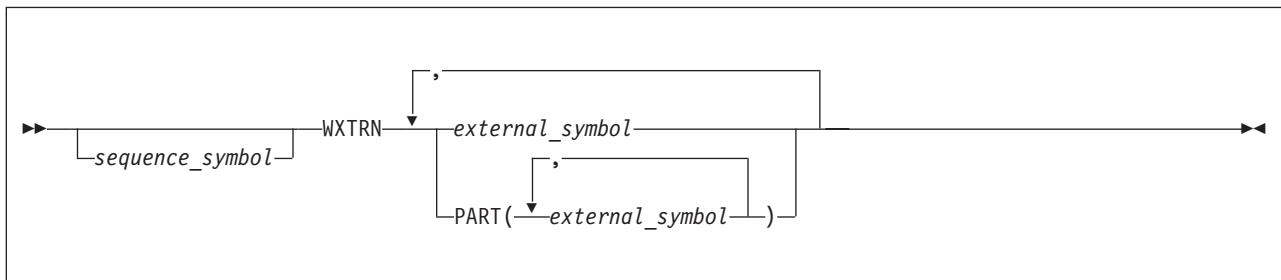 ,
WXTRN external_symbol
sequence_symbol
,
PART( external_symbol )